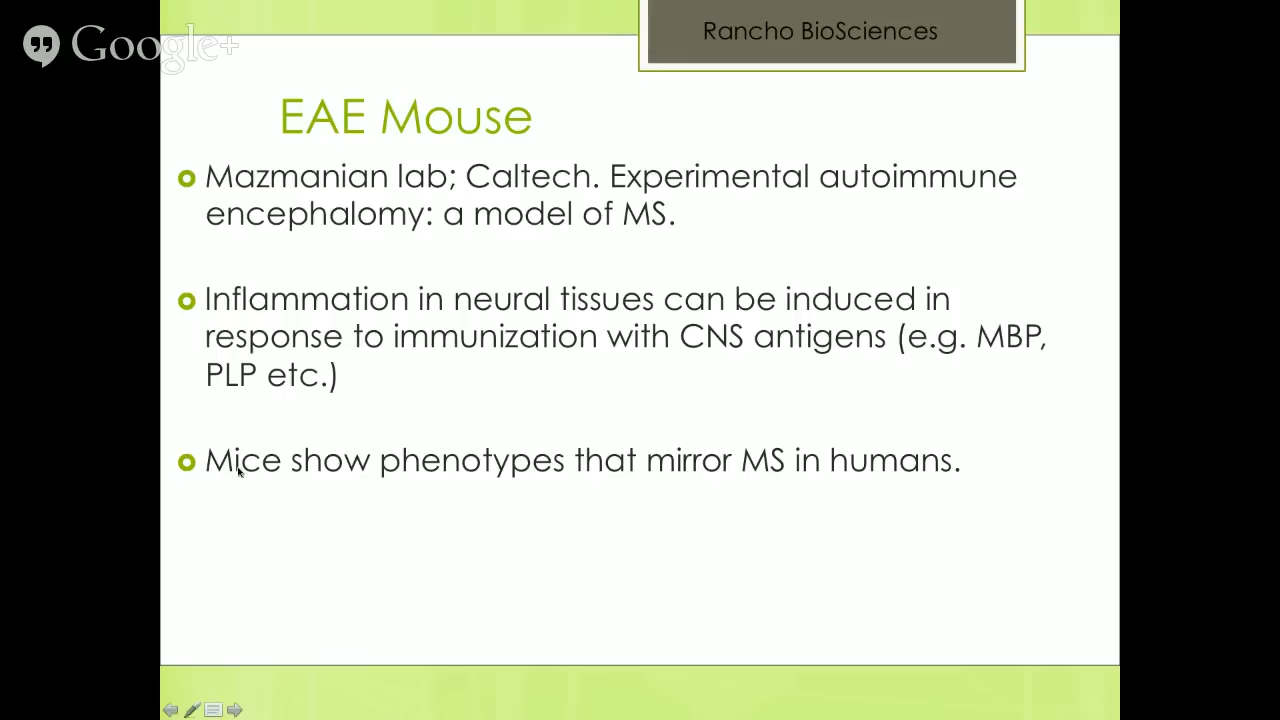 Google+
Rancho BioSciences
EAE Mouse
Mazmanian lab; Caltech. Experimental autoimmune
encephalomy: a model of MS.
Inflammation in neural tissues can be induced in
response to immunization with CNS antigens (e.g. MBP,
PLP etc.)
Mice show phenotypes that mirror MS in humans.